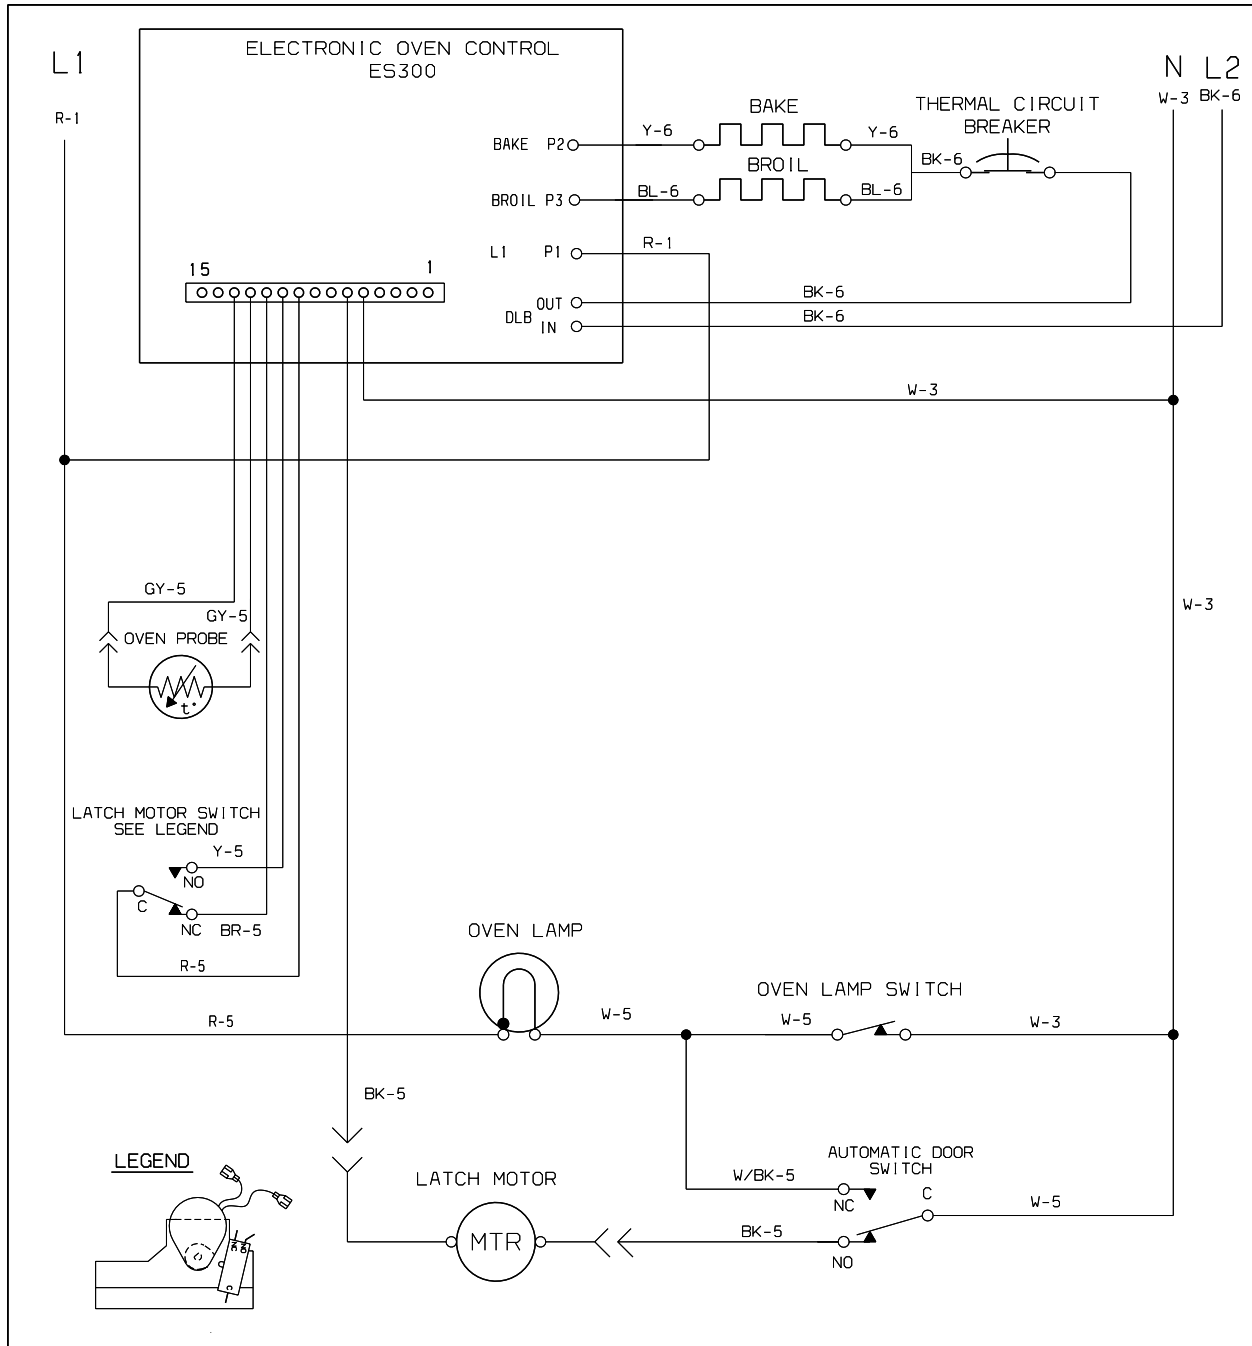 ELECTRONIC OVEN CONTROL
ES300
L1
R-1
N L2
W-3 BK-6
BAKE P2
Y-6
BAKE
Y-6
THERMAL CIRCUIT
BREAKER
BK-6
BROIL P3
BL-6
BROIL
BL-6
L1 P1
R-1
15
1
DLB
OUT
IN
BK-6
BK-6
W-3
W-3
GY-5
GY-5
OVEN PROBE
t°
LATCH MOTOR SWITCH
SEE LEGEND
Y-5
NO
C
NC BR-5
R-5
R-5
OVEN LAMP
W-5
OVEN LAMP SWITCH
W-5
W-3
BK-5
LEGEND
NC
NO
C
LATCH MOTOR
MTR
AUTOMATIC DOOR
SWITCH
W/BK-5
NC
C
W-5
BK-5
NO